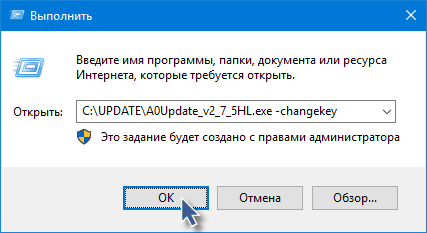 Выполнить
Введите имя программы, папки, документа или ресурса
Интернета, которые требуется открыть.
Открыть: C:\UPDATE\A0Update_v2_7_5HL.exe -changekey
Это задание будет создано с правами администратора
ОК Отмена Обзор...